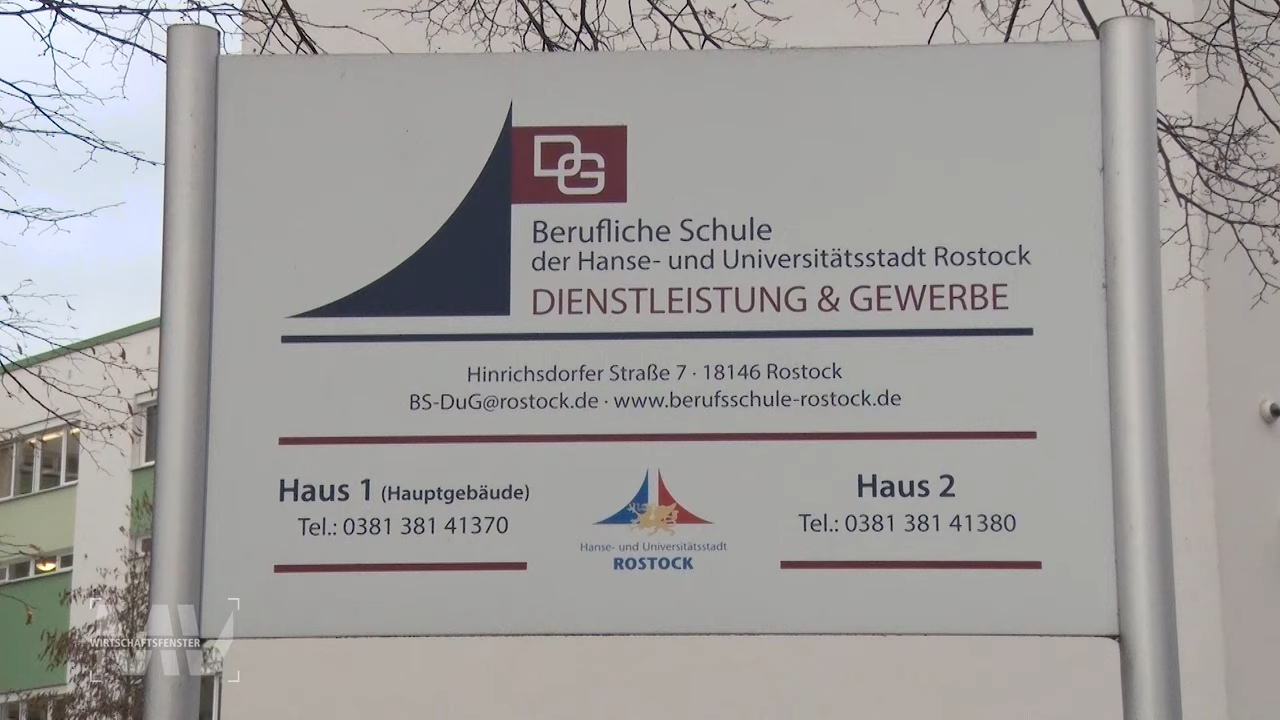 DG
Berufliche Schule
der Hanse- und Universitätsstadt Rostock
DIENSTLEISTUNG & GEWERBE
Hinrichsdorfer Straße 7 · 18146 Rostock
BS-DuG@rostock.de · www.berufsschule-rostock.de
Haus 1 (Hauptgebäude)
Tel.: 0381 381 41370
Hanse- und Universitätsstadt
ROSTOCK
Haus 2
Tel.: 0381 381 41380
MV
WIRTSCHAFTSFENSTER